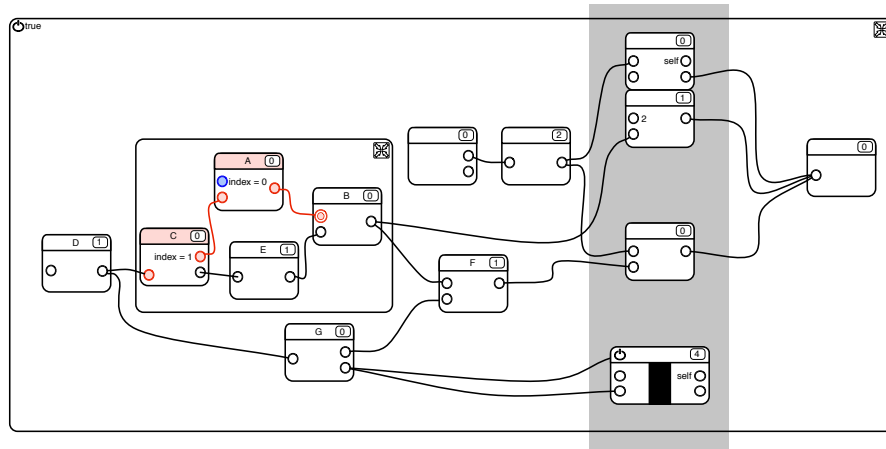 true
0
self
1
2
0
2
0
A 0
index = 0
B 0
C 0
index = 1
D 1
E 1
0
F 1
G 0
4
self